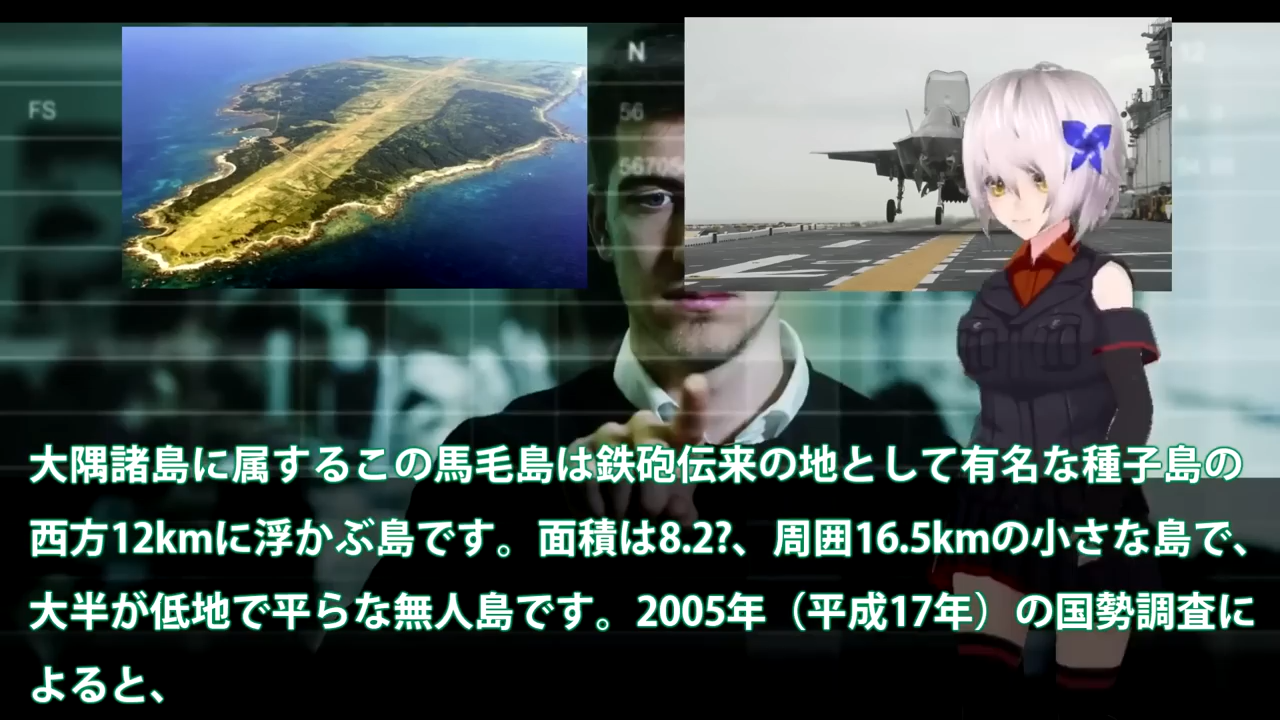 FS
N
12
56
56705
大隅諸島に属するこの馬毛島は鉄砲伝来の地として有名な種子島の
西方12kmに浮かぶ島です。面積は8.2?、周囲16.5kmの小さな島で、
大半が低地で平らな無人島です。2005年（平成17年）の国勢調査に
よると、